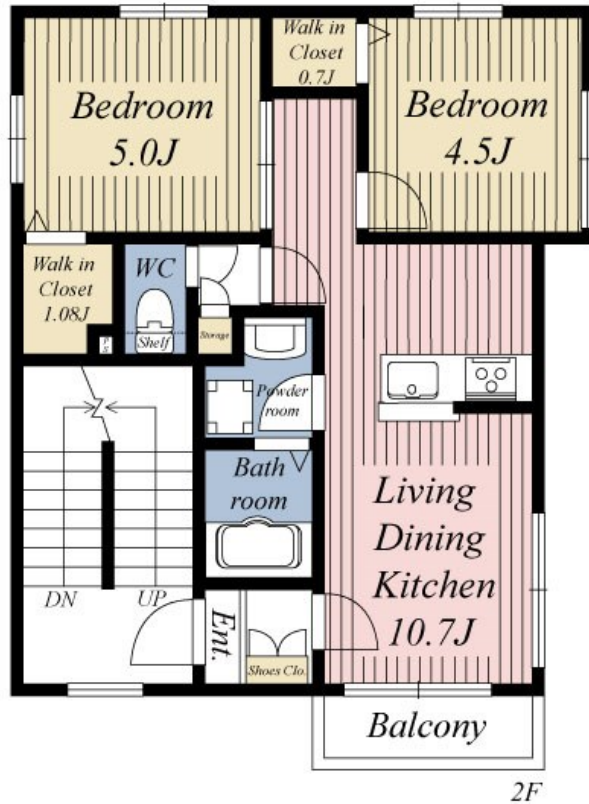 Walk in
Closet
0.7J
Bedroom
5.0J
Bedroom
4.5J
Walk in
Closet
1.08J
WC
Shelf
PS
Storage
Powder
room
Bath
room
Living
Dining
Kitchen
10.7J
DN
UP
Ent.
Shoes Clo.
Balcony
2F